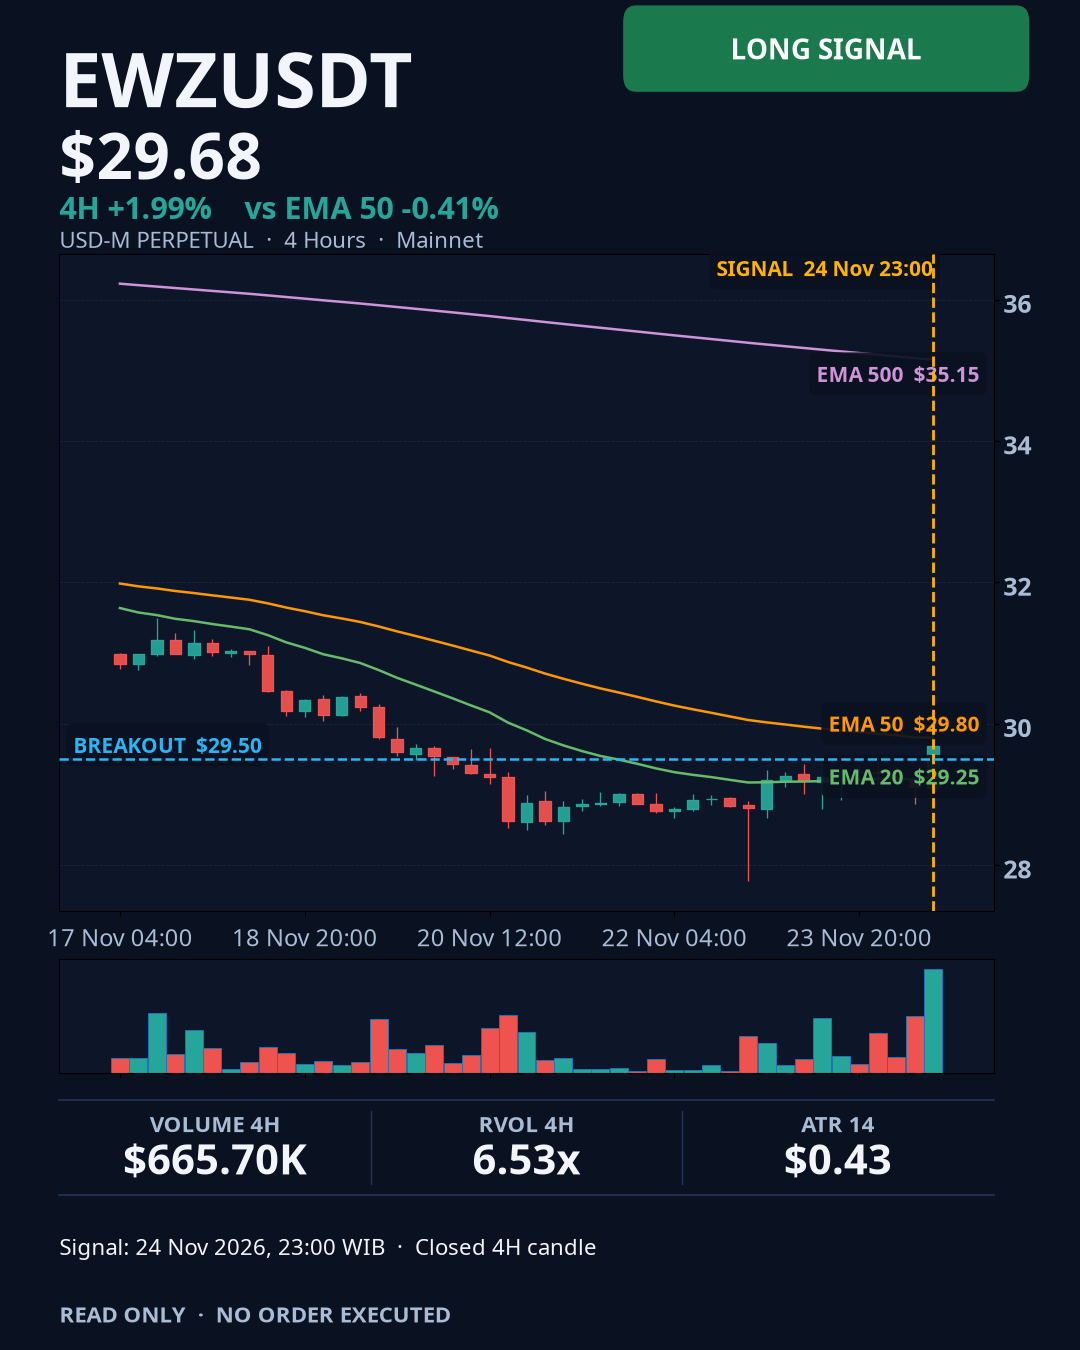 LONG SIGNAL
EWZUSDT
$29.68
4H +1.99% vs EMA 50 -0.41%
USD-M PERPETUAL · 4 Hours · Mainnet
SIGNAL 24 Nov 23:00
36
EMA 500 $35.15
34
32
30
EMA 50 $29.80
BREAKOUT $29.50
EMA 20 $29.25
28
17 Nov 04:00 18 Nov 20:00 20 Nov 12:00 22 Nov 04:00 23 Nov 20:00
VOLUME 4H RVOL 4H ATR 14
$665.70K 6.53x $0.43
Signal: 24 Nov 2026, 23:00 WIB · Closed 4H candle
READ ONLY · NO ORDER EXECUTED